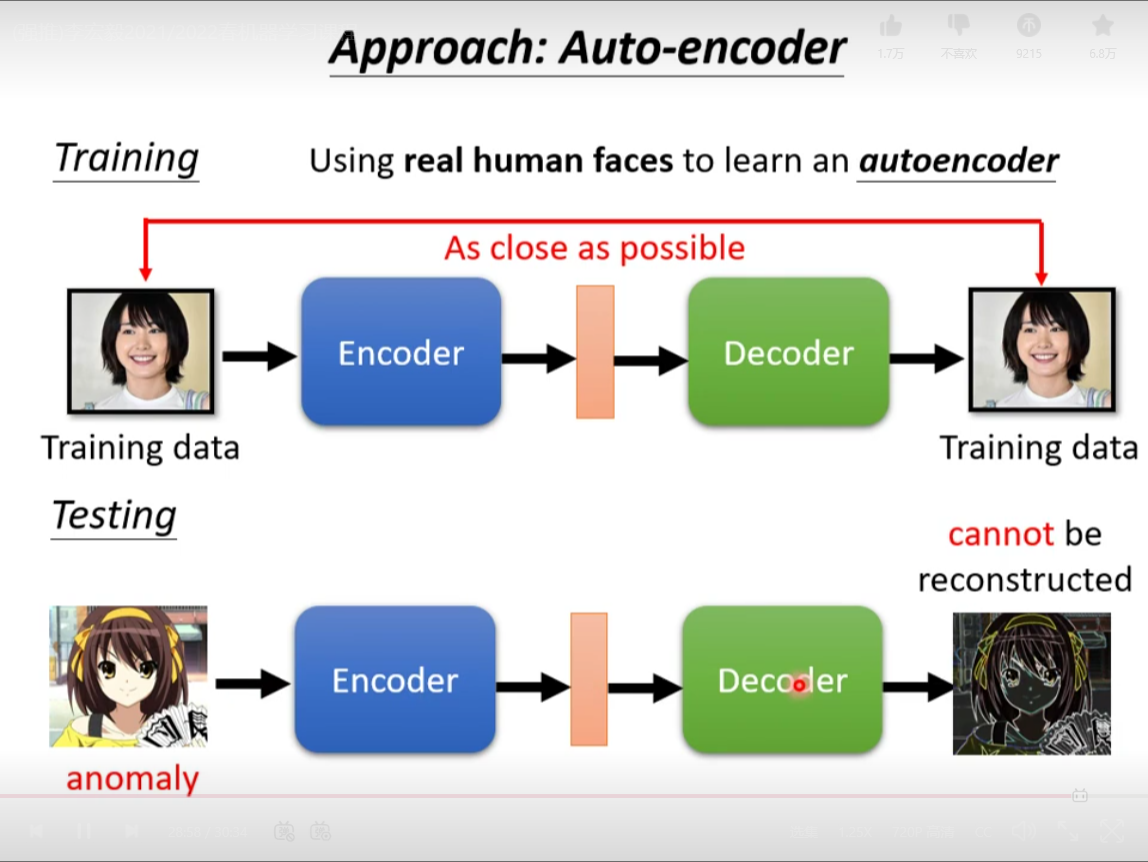 Approach: Auto-encoder
1.7万
不喜欢
9215
6.8万
Training
Using real human faces to learn an autoencoder
As close as possible
Encoder
Decoder
Training data
Training data
Testing
cannot be
reconstructed
Encoder
Decoder
anomaly